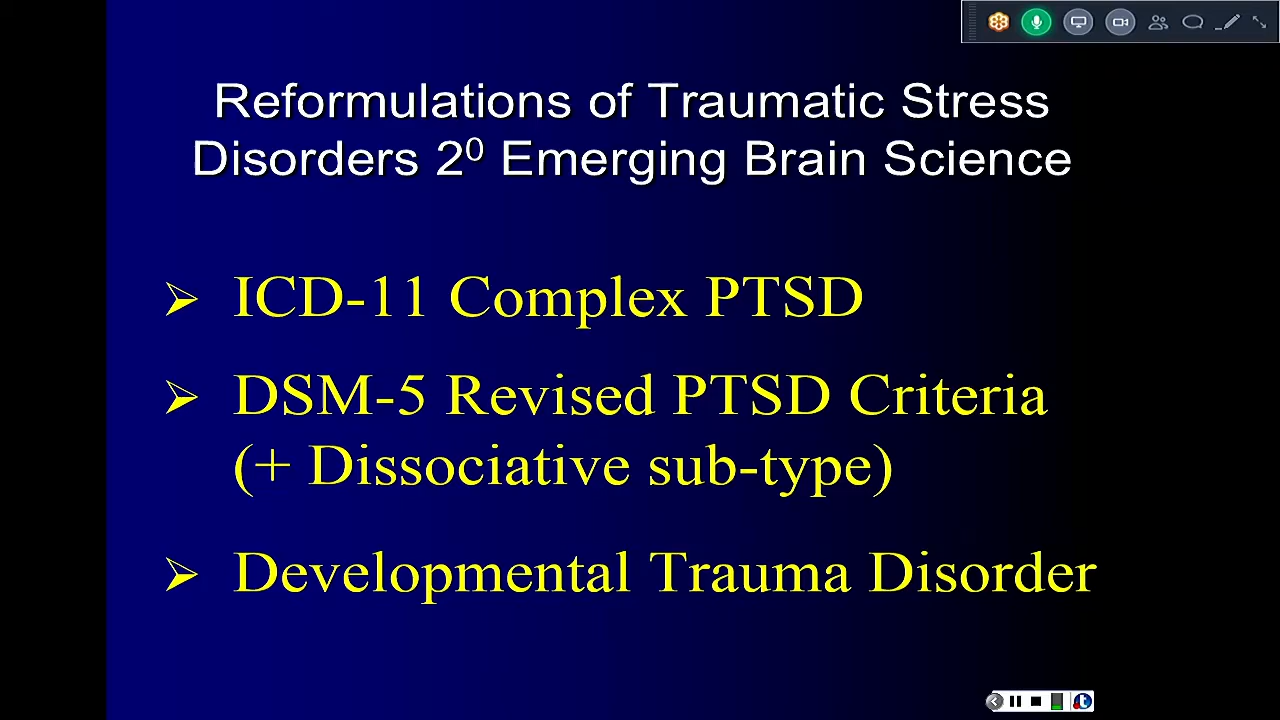 Reformulations of Traumatic Stress
Disorders 2⁰ Emerging Brain Science
➢ ICD-11 Complex PTSD
➢ DSM-5 Revised PTSD Criteria
(+ Dissociative sub-type)
➢ Developmental Trauma Disorder